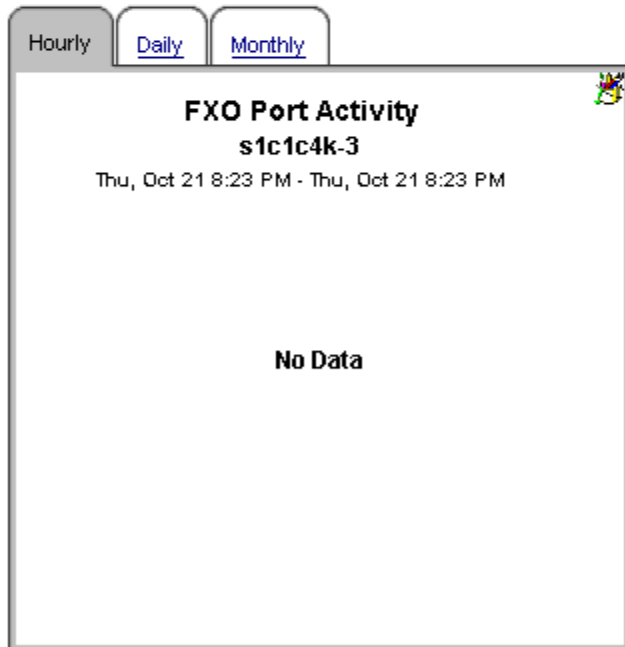 Hourly Daily Monthly
FXO Port Activity
s1c1c4k-3
Thu, Oct 21 8:23 PM - Thu, Oct 21 8:23 PM
No Data